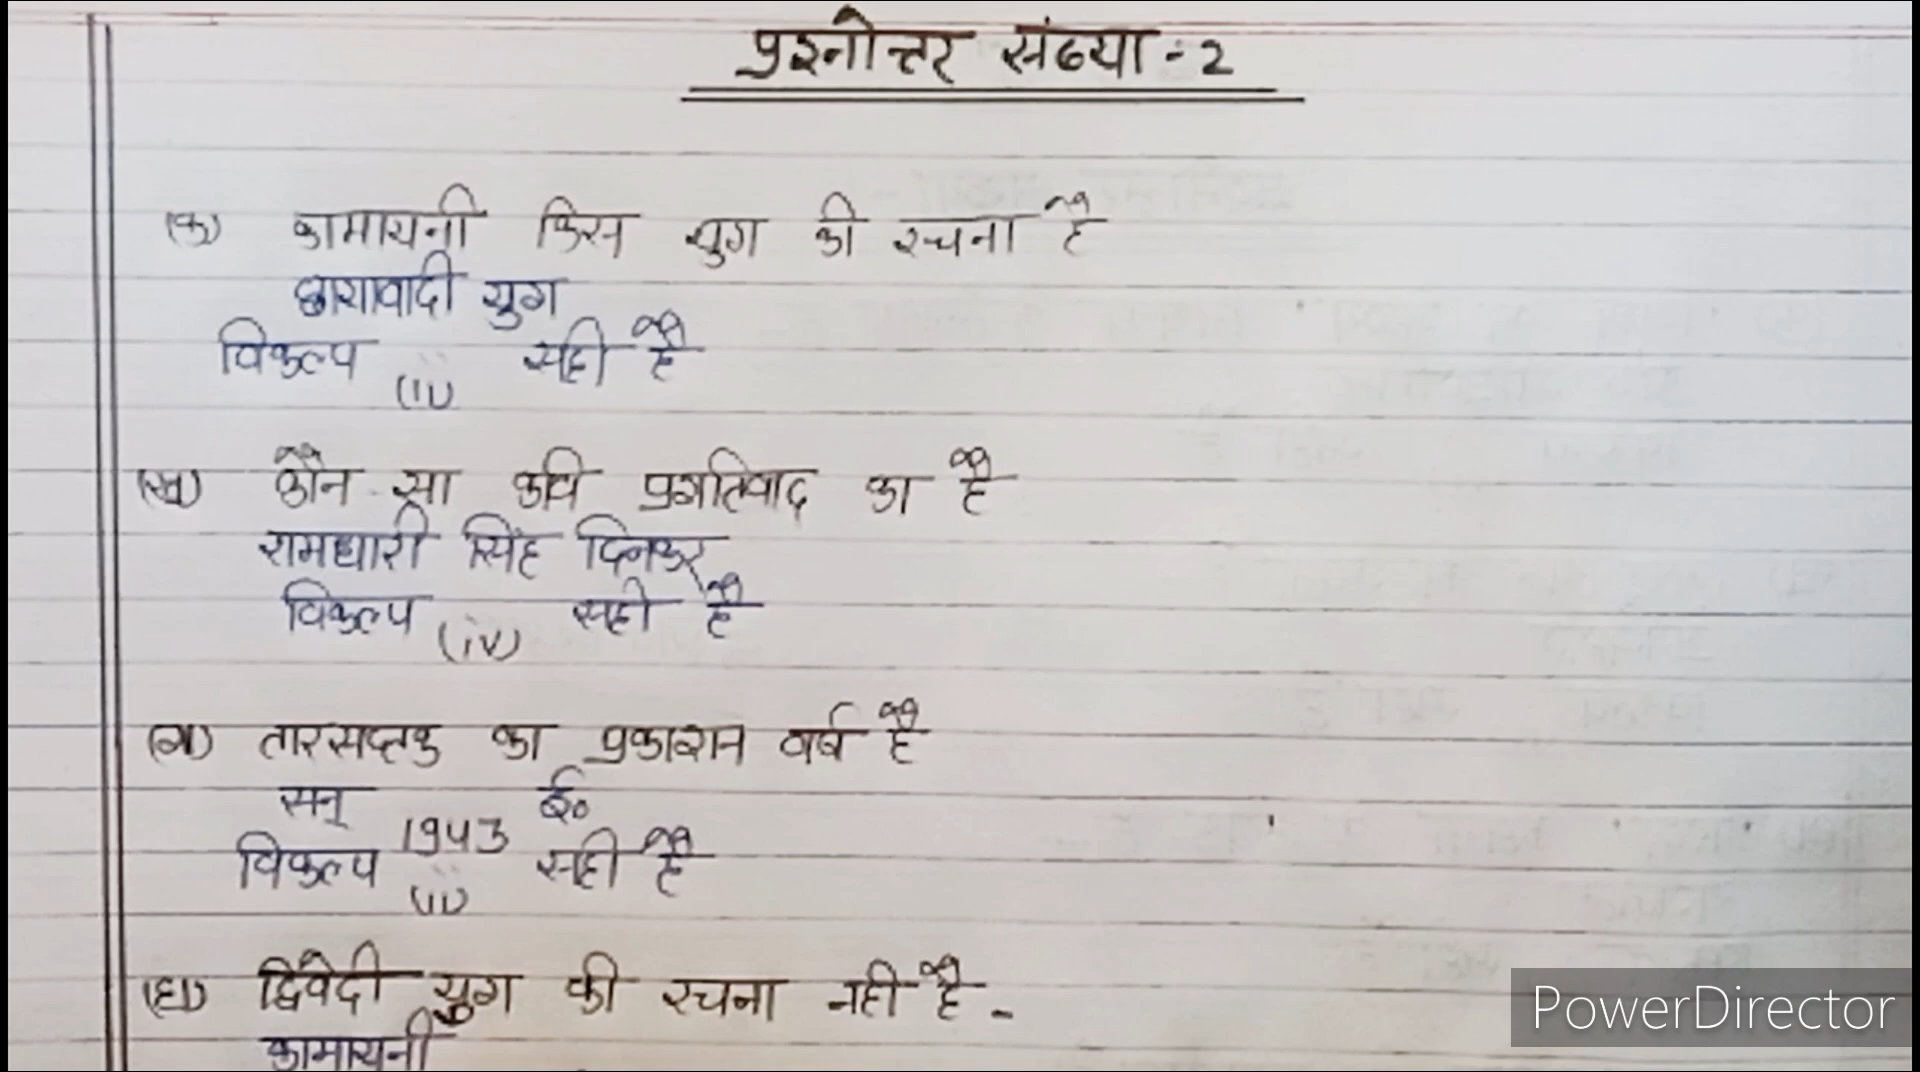 प्रश्नोत्तर संख्या - 2
(क) कामायनी किस युग की रचना है
छायावादी युग
विकल्प (ii) सही है
(ख) कौन सा कवि प्रगतिवाद का है
रामधारी सिंह दिनकर
विकल्प (iv) सही है
(ग) तारसप्तक का प्रकाशन वर्ष है
सन् 1943 ई०
विकल्प (ii) सही है
(घ) द्विवेदी युग की रचना नही है -
कामायनी
PowerDirector